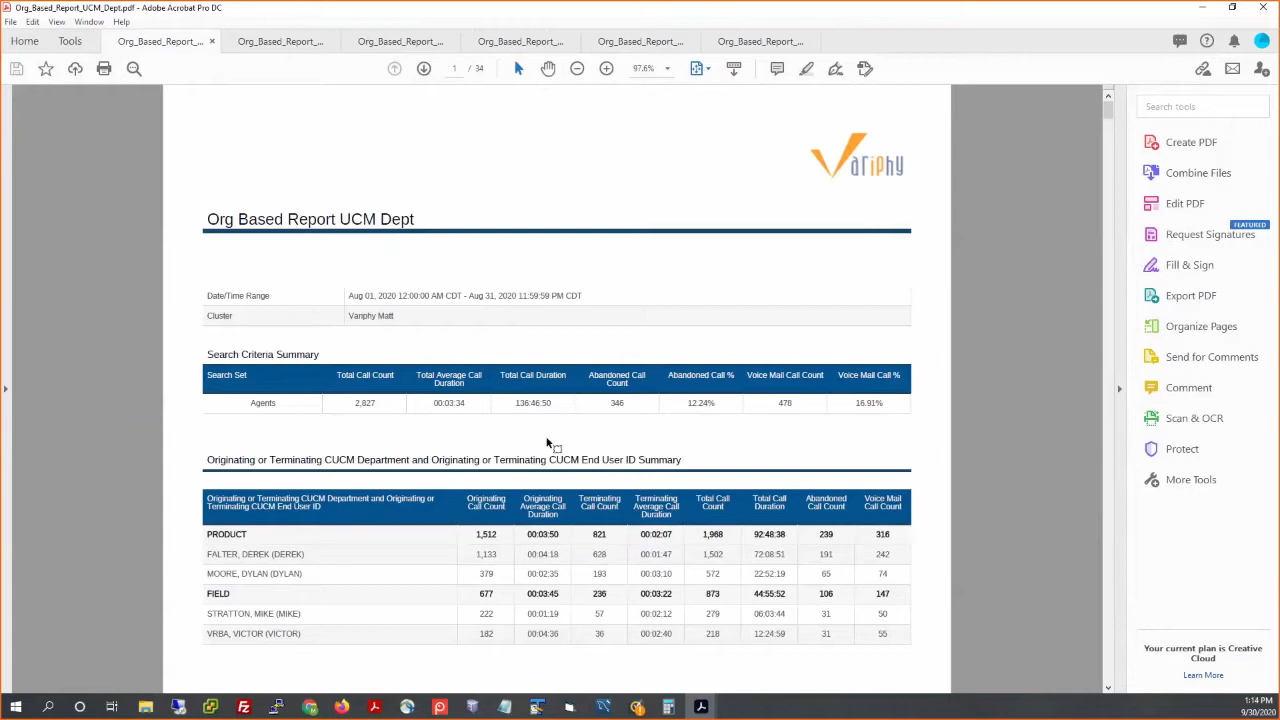 Org_Based_Report_UCM_Dept.pdf - Adobe Acrobat Pro DC
File Edit View Window Help
Home Tools Org_Based_Report_... × Org_Based_Report_... Org_Based_Report_... Org_Based_Report_... Org_Based_Report_... Org_Based_Report_...
1 / 34 97.6%
Search tools
Create PDF
Combine Files
Edit PDF
FEATURED
Request Signatures
Fill & Sign
Export PDF
Organize Pages
Send for Comments
Comment
Scan & OCR
Protect
More Tools
Your current plan is Creative
Cloud
Learn More
Variphy
Org Based Report UCM Dept
Date/Time Range Aug 01, 2020 12:00:00 AM CDT - Aug 31, 2020 11:59:59 PM CDT
Cluster Variphy Matt
Search Criteria Summary
Search Set Total Call Count Total Average Call Duration Total Call Duration Abandoned Call Count Abandoned Call % Voice Mail Call Count Voice Mail Call %
Agents 2,827 00:03:34 136:46:50 346 12.24% 478 16.91%
Originating or Terminating CUCM Department and Originating or Terminating CUCM End User ID Summary
Originating or Terminating CUCM Department and Originating or Terminating CUCM End User ID Originating Call Count Originating Average Call Duration Terminating Call Count Terminating Average Call Duration Total Call Count Total Call Duration Abandoned Call Count Voice Mail Call Count
PRODUCT 1,512 00:03:50 821 00:02:07 1,968 92:48:38 239 316
FALTER, DEREK (DEREK) 1,133 00:04:18 628 00:01:47 1,502 72:08:51 191 242
MOORE, DYLAN (DYLAN) 379 00:02:35 193 00:03:10 572 22:52:19 65 74
FIELD 677 00:03:45 236 00:03:22 873 44:55:52 106 147
STRATTON, MIKE (MIKE) 222 00:01:19 57 00:02:12 279 06:03:44 31 50
VRBA, VICTOR (VICTOR) 182 00:04:36 36 00:02:40 218 12:24:59 31 55
1:14 PM
9/30/2020